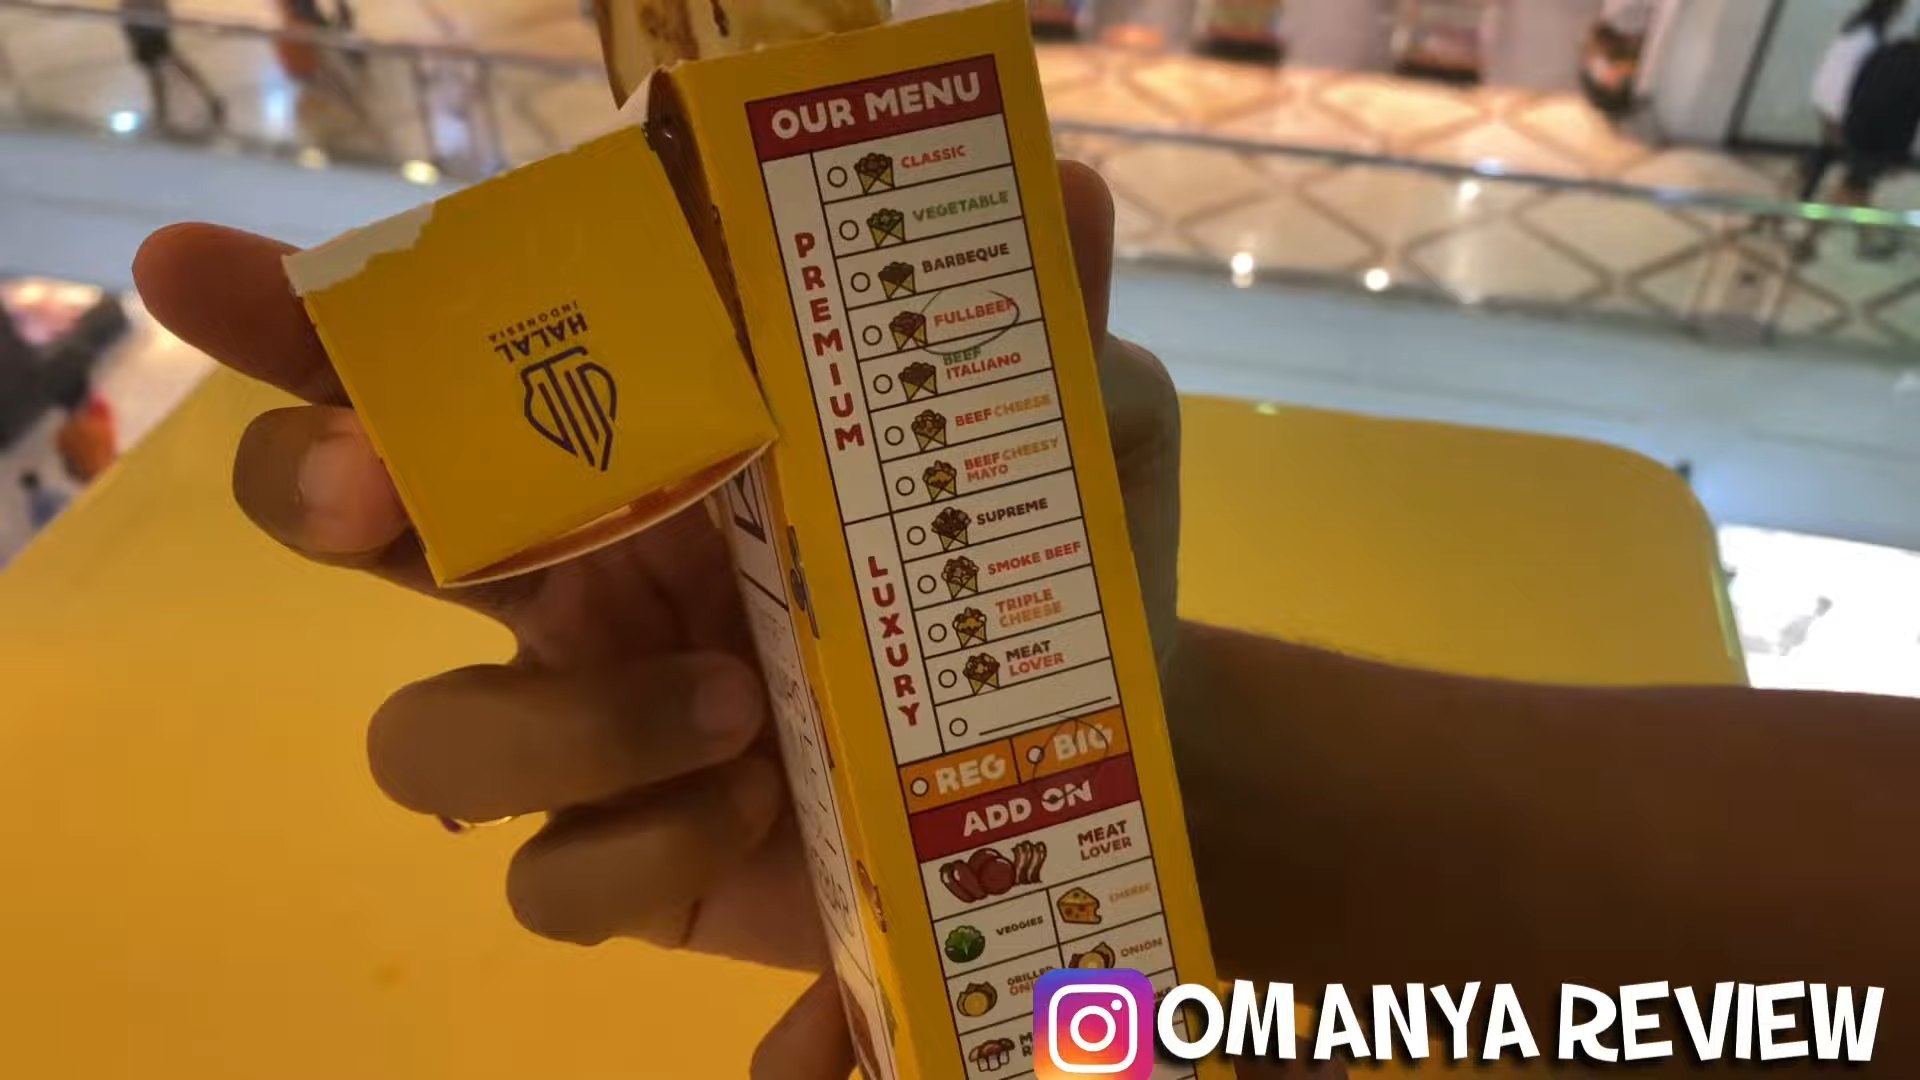 OUR MENU
PREMIUM
CLASSIC
VEGETABLE
BARBEQUE
FULLBEEF
BEEF
ITALIANO
BEEF CHEESE
BEEF CHEESY
MAYO
LUXURY
SUPREME
SMOKE BEEF
TRIPLE
CHEESE
MEAT
LOVER
REG
BIG
ADD ON
MEAT
LOVER
VEGGIES
CHEESE
ONION
GRILLED
HALAL
INDONESIA
OM ANYA REVIEW